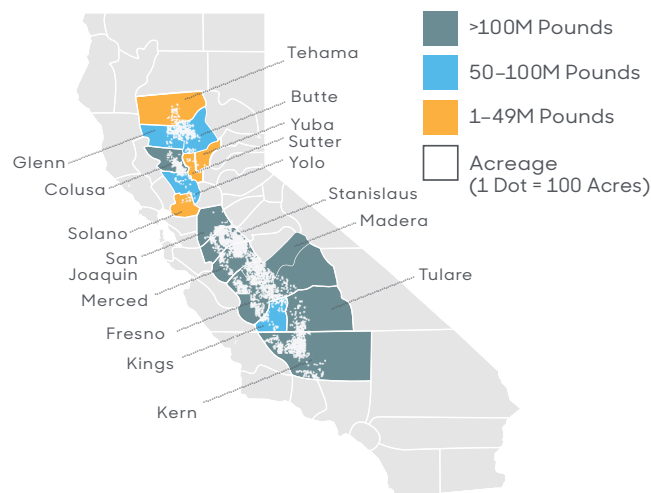 Tehama
Butte
Yuba
Sutter
Yolo
Glenn
Colusa
Stanislaus
Madera
Solano
San
Joaquin
Tulare
Merced
Fresno
Kings
Kern
>100M Pounds
50–100M Pounds
1–49M Pounds
Acreage
(1 Dot = 100 Acres)